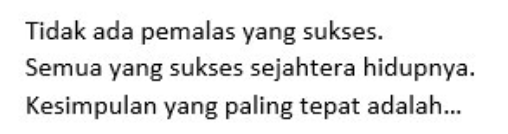 Tidak ada pemalas yang sukses.
Semua yang sukses sejahtera hidupnya.
Kesimpulan yang paling tepat adalah...